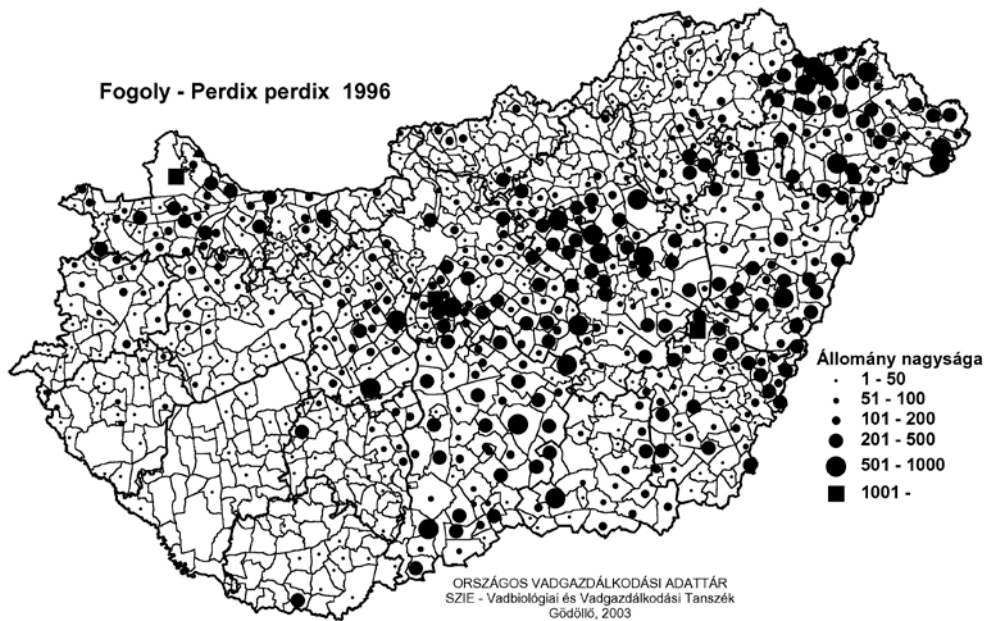 Fogoly - Perdix perdix 1996
Állomány nagysága
1 - 50
51 - 100
101 - 200
201 - 500
501 - 1000
1001 -
ORSZÁGOS VADGAZDÁLKODÁSI ADATTÁR
SZIE - Vadbiológiai és Vadgazdálkodási Tanszék
Gödöllő, 2003